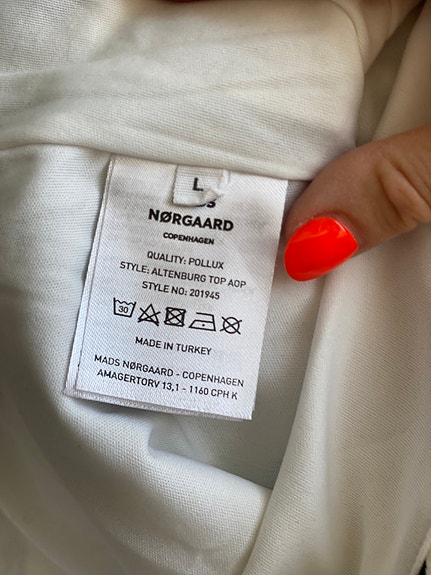 L
NØRGAARD
COPENHAGEN
QUALITY: POLLUX
STYLE: ALTENBURG TOP AOP
STYLE NO: 201945
30
MADE IN TURKEY
MADS NØRGAARD - COPENHAGEN
AMAGERTORV 13,1 - 1160 CPH K